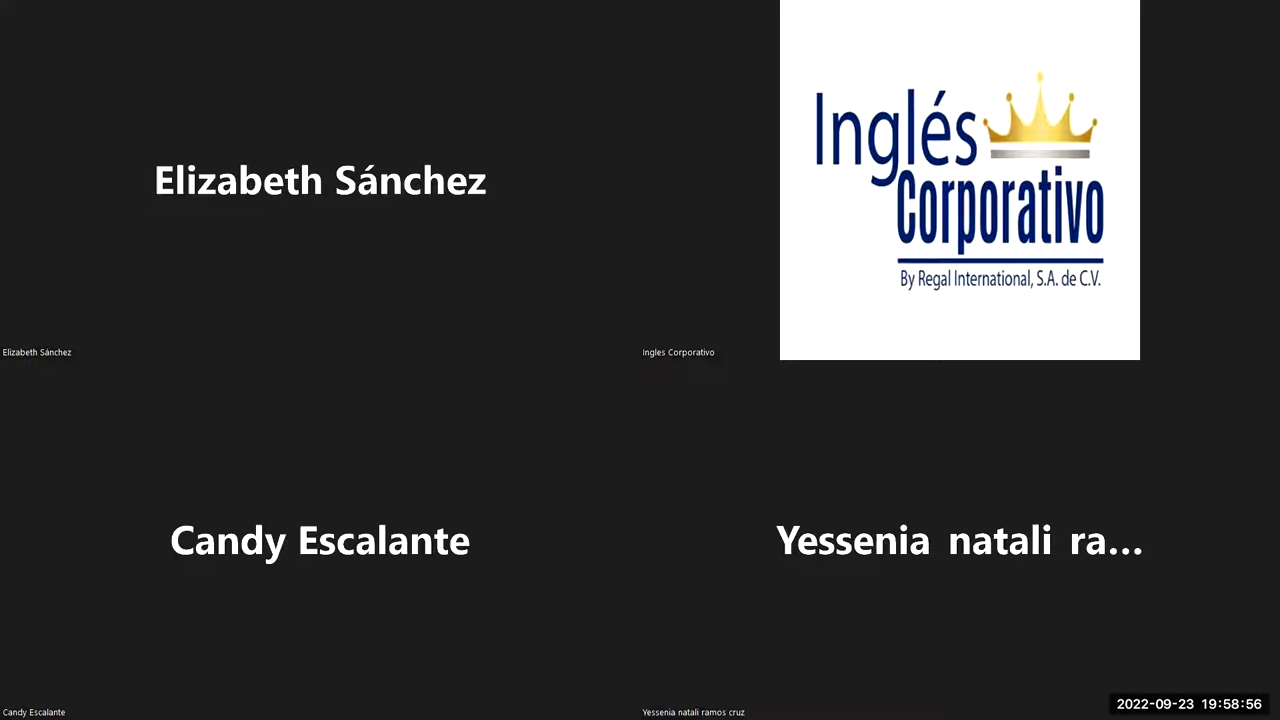 Elizabeth Sánchez
Elizabeth Sánchez
Inglés
Corporativo
By Regal International, S.A. de C.V.
Ingles Corporativo
Candy Escalante
Candy Escalante
Yessenia natali ra...
Yessenia natali ramos cruz
2022-09-23 19:58:56